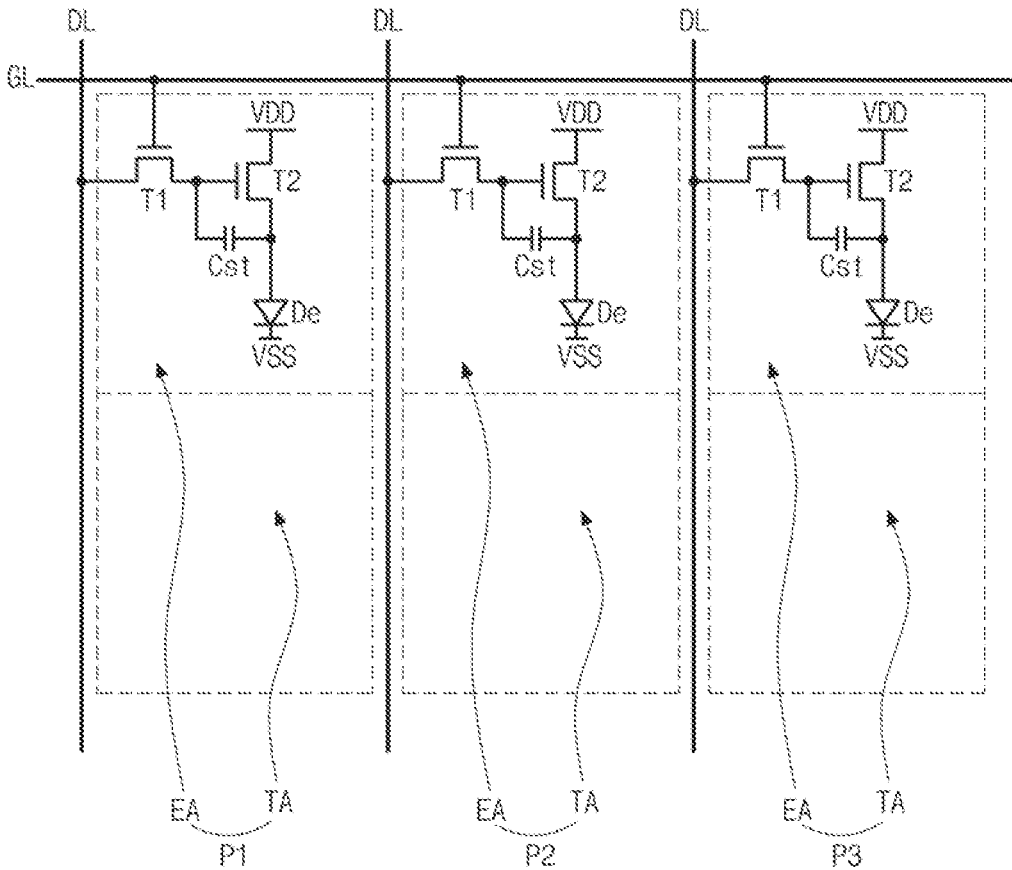 DL DL DL
GL
VDD VDD VDD
T1 T2 T1 T2 T1 T2
Cst Cst Cst
De De De
VSS VSS VSS
EA TA EA TA EA TA
P1 P2 P3